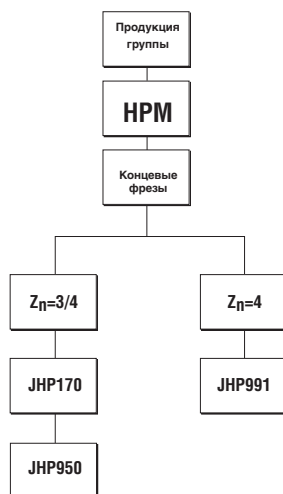 Продукция
группы
HPM
Концевые
фрезы
Zn=3/4
Zn=4
JHP170
JHP991
JHP950